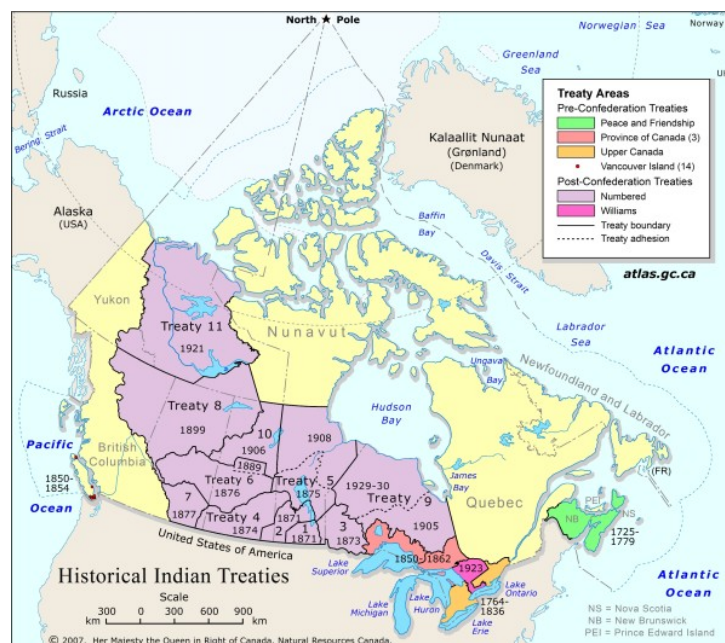 North ★ Pole
Norwegian Sea
Norway
Greenland
Sea
Russia
Arctic Ocean
Bering Strait
Kalaallit Nunaat
(Grønland)
(Denmark)
Treaty Areas
Pre-Confederation Treaties
Peace and Friendship
Province of Canada (3)
Upper Canada
Vancouver Island (14)
Post-Confederation Treaties
Numbered
Williams
Treaty boundary
Treaty adhesion
atlas.gc.ca
Alaska
(USA)
Baffin
Bay
Davis Strait
Yukon
Nunavut
Labrador
Sea
Treaty 11
1921
Ungava
Bay
Newfoundland and Labrador
Atlantic
Ocean
Treaty 8
1899
Hudson
Bay
Pacific
Ocean
British
Columbia
1850-
1854
10
1906
1908
1889
Treaty 6
1876
Treaty 5
1875
1929-30
Treaty 9
1905
James
Bay
Quebec
(FR)
7
1877
Treaty 4
1874
1871
2
1
1871
3
1873
PEI
NB
NS
1725-
1779
United States of America
1850-1862
1923
Lake
Superior
Lake
Michigan
Lake
Huron
Lake
Ontario
Lake
Erie
1764-
1836
Atlantic
Ocean
Historical Indian Treaties
Scale
300 0 300 600 900
km km
NS = Nova Scotia
NB = New Brunswick
PEI = Prince Edward Island
© 2007. Her Majesty the Queen in Right of Canada, Natural Resources Canada.